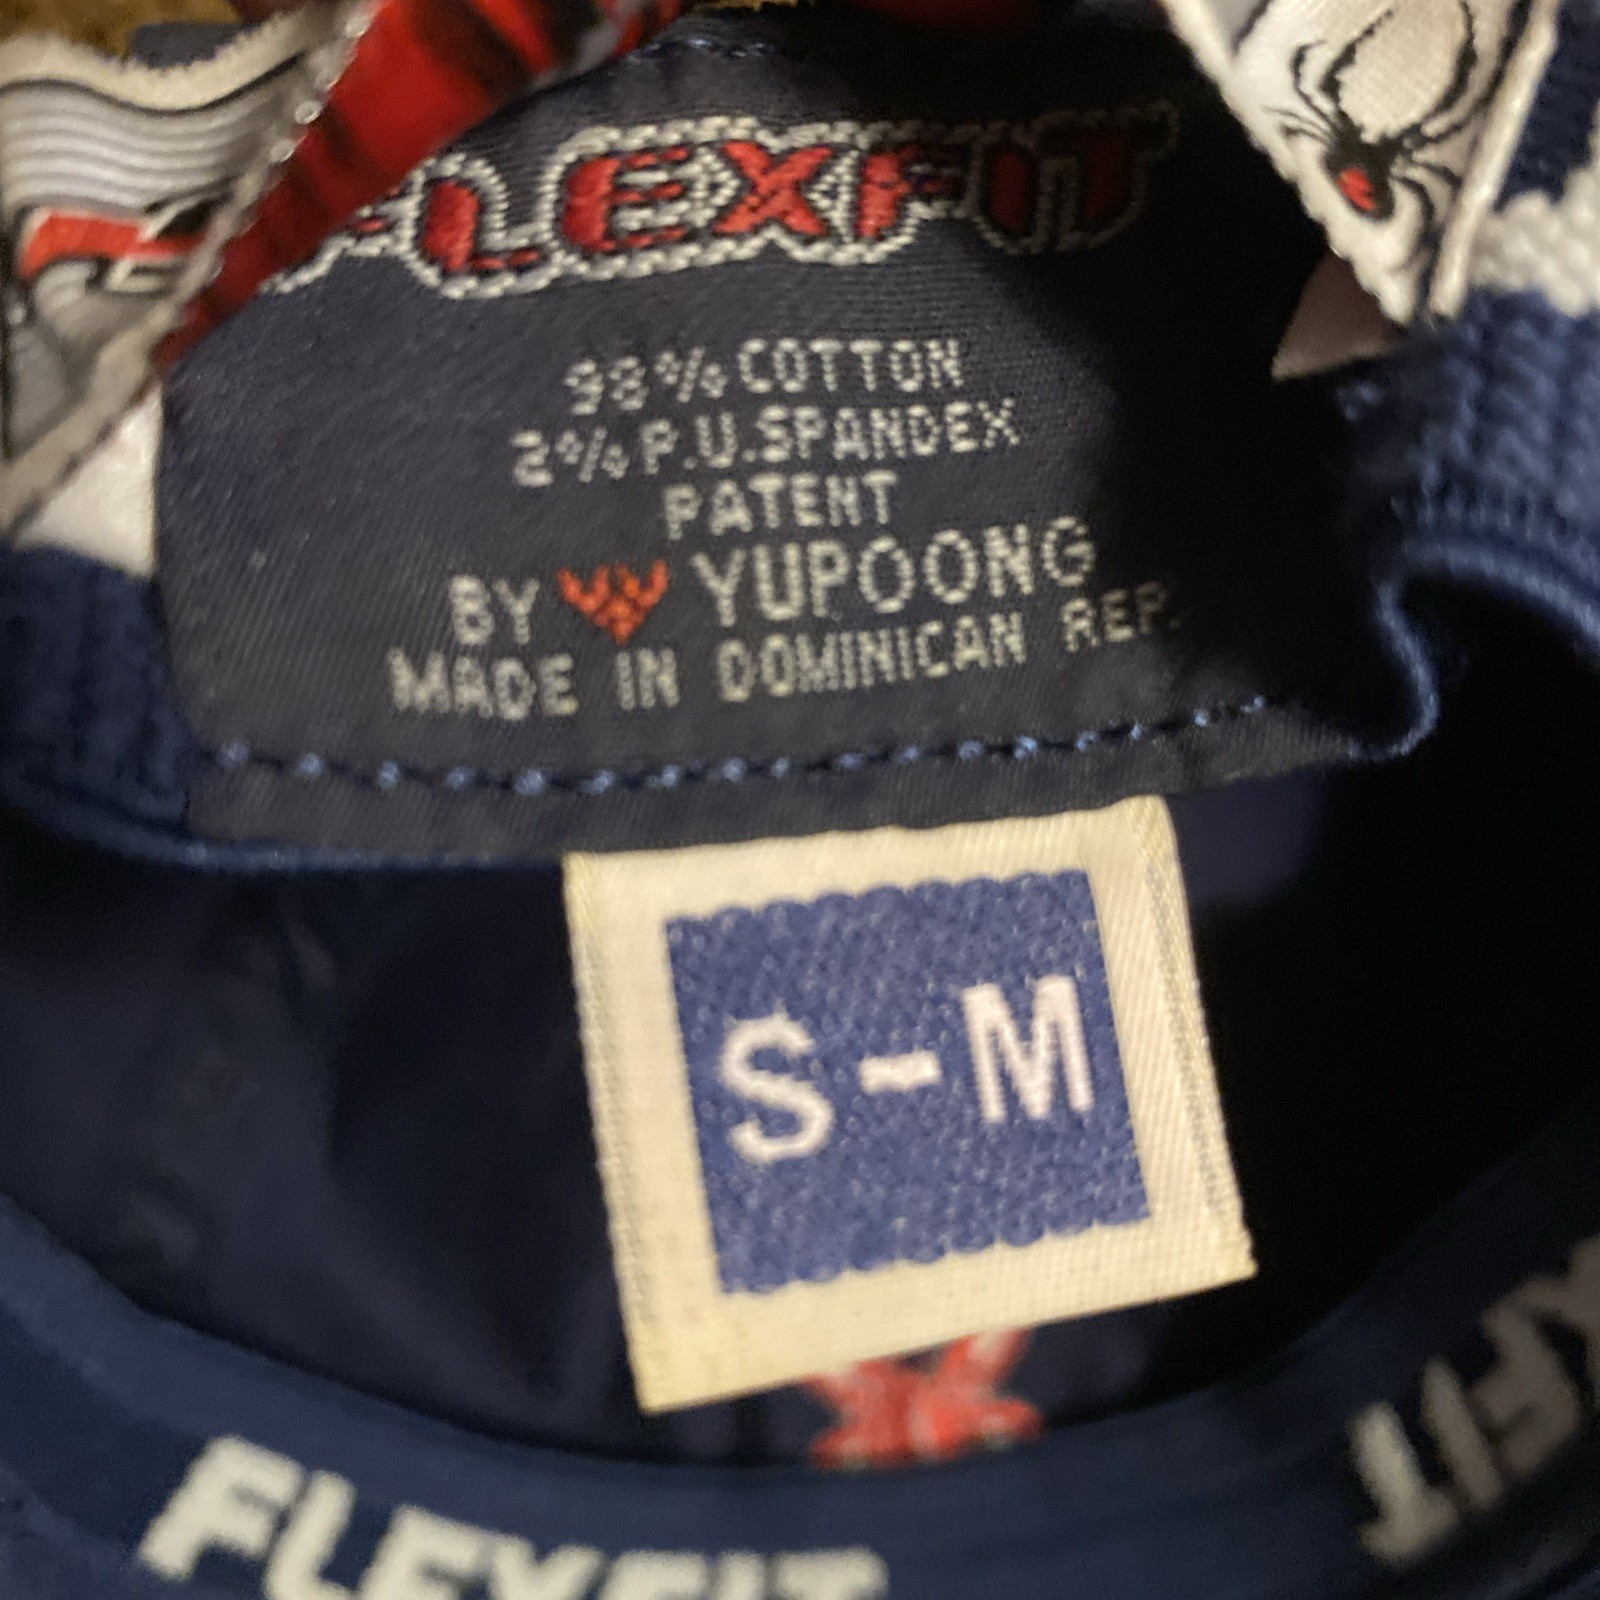 FLEXFIT
98% COTTON
2% P.U.SPANDEX
PATENT
BY YUPOONG
MADE IN DOMINICAN REP.
S-M
FLEXFIT